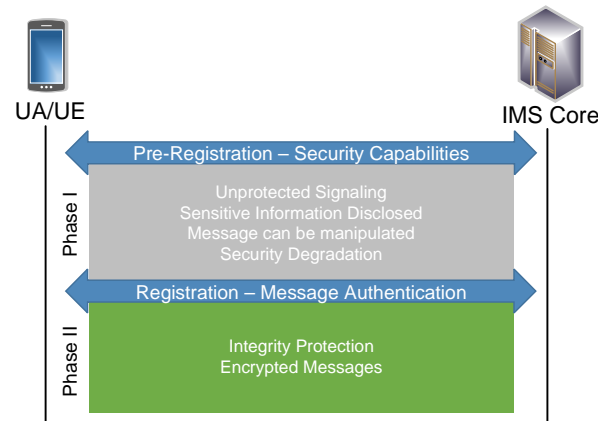 UA/UE
IMS Core
Pre-Registration – Security Capabilities
Phase I
Unprotected Signaling
Sensitive Information Disclosed
Message can be manipulated
Security Degradation
Registration – Message Authentication
Phase II
Integrity Protection
Encrypted Messages